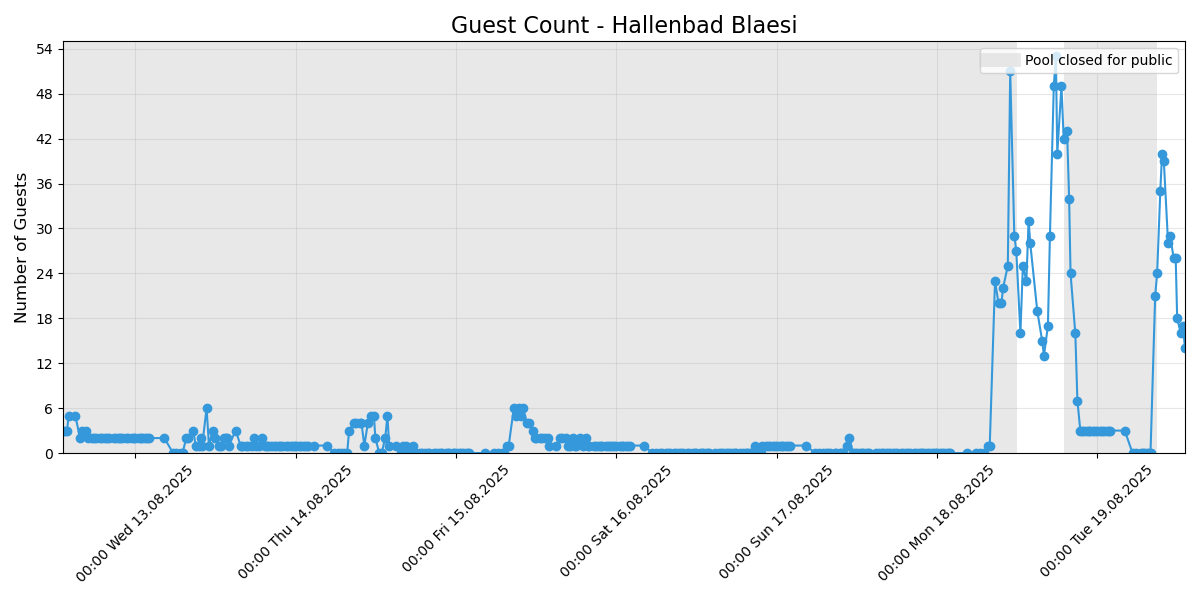 Guest Count - Hallenbad Blaesi
Pool closed for public
Number of Guests
54
48
42
36
30
24
18
12
6
0
00:00 Wed 13.08.2025
00:00 Thu 14.08.2025
00:00 Fri 15.08.2025
00:00 Sat 16.08.2025
00:00 Sun 17.08.2025
00:00 Mon 18.08.2025
00:00 Tue 19.08.2025